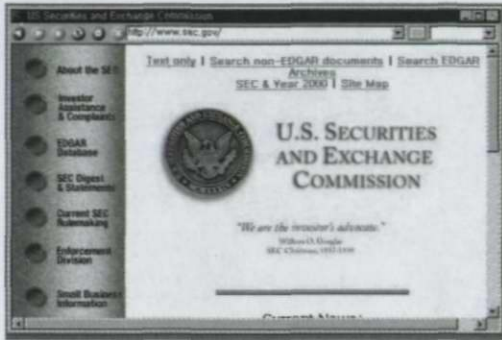 U.S. Securities and Exchange Commission
http://www.sec.gov/
About the SEC
Investor
Assistance
& Complaints
EDGAR
Database
SEC Digest
& Statements
Current SEC
Rulemaking
Enforcement
Division
Small Business
Information
Text only | Search non-EDGAR documents | Search EDGAR
Archives
SEC & Year 2000 | Site Map
U.S. SECURITIES
AND EXCHANGE
COMMISSION
"We are the investor's advocate."
William O. Douglas
SEC Chairman, 1937-1939
Current News: